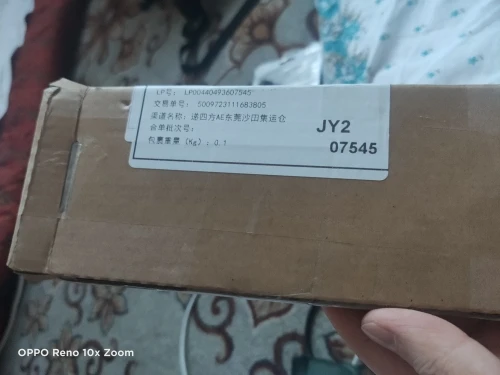 LP号: LP00440493607545
交易单号: 5009723111683805
渠道名称: 递四方AE东莞沙田集运仓
合单批次号:
包裹重量 (Kg): 0.1
JY2
07545
OPPO Reno 10x Zoom